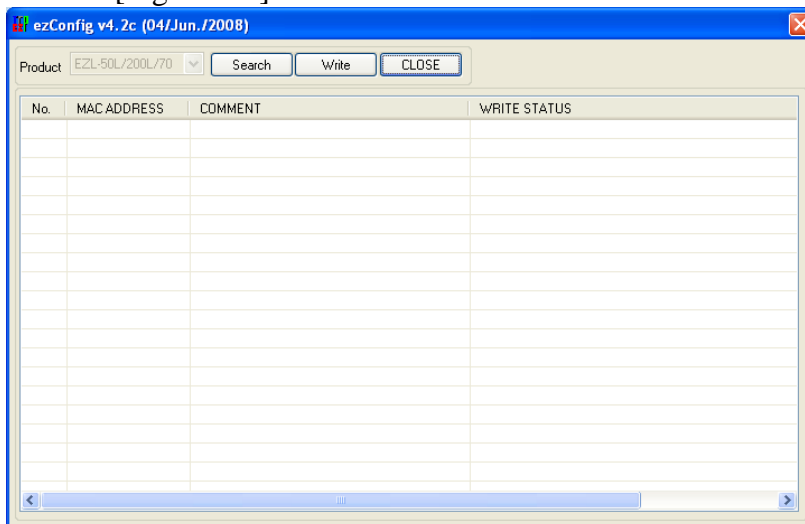 ezConfig v4.2c (04/Jun./2008)
Product EZL-50L/200L/70 Search Write CLOSE
No. MAC ADDRESS COMMENT WRITE STATUS